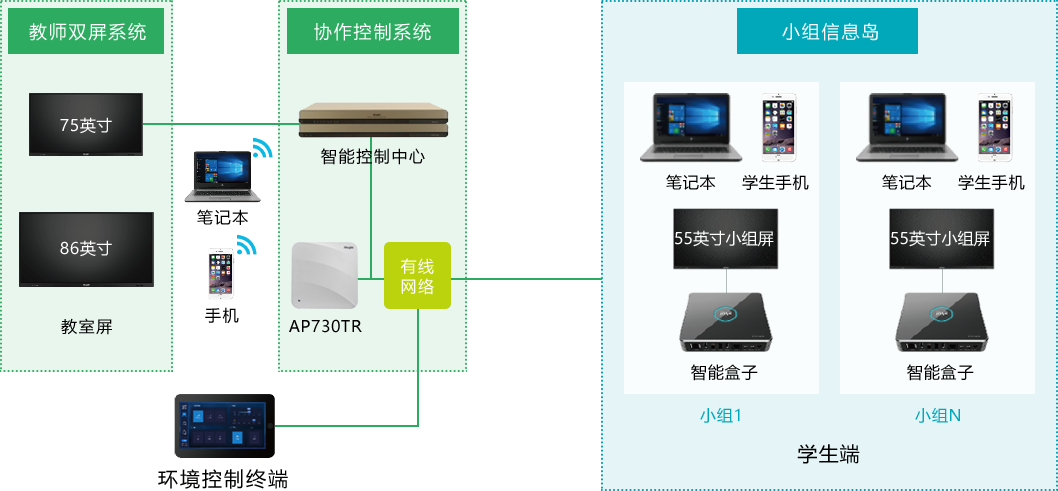 教师双屏系统
75英寸
86英寸
教室屏
笔记本
手机
协作控制系统
智能控制中心
AP730TR
有线
网络
环境控制终端
小组信息岛
笔记本
学生手机
55英寸小组屏
智能盒子
小组1
笔记本
学生手机
55英寸小组屏
智能盒子
小组N
学生端